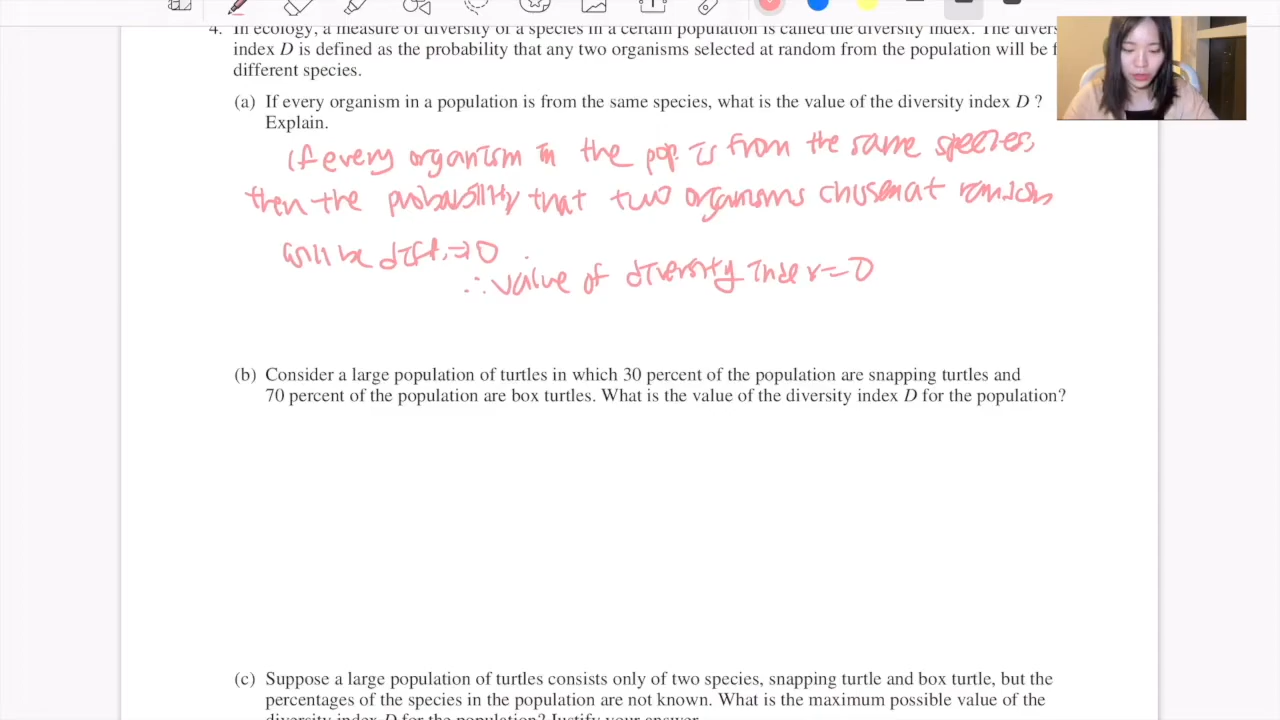 4. In ecology, a measure of diversity of a species in a certain population is called the diversity index. The divers
index D is defined as the probability that any two organisms selected at random from the population will be f
different species.
(a) If every organism in a population is from the same species, what is the value of the diversity index D ?
Explain.
If every organism in the pop. is from the same species,
then the probability that two organisms chosen at random
will be diff. → 0
∴ value of diversity index = 0
(b) Consider a large population of turtles in which 30 percent of the population are snapping turtles and
70 percent of the population are box turtles. What is the value of the diversity index D for the population?
(c) Suppose a large population of turtles consists only of two species, snapping turtle and box turtle, but the
percentages of the species in the population are not known. What is the maximum possible value of the
diversity index D for the population? Justify your answer.